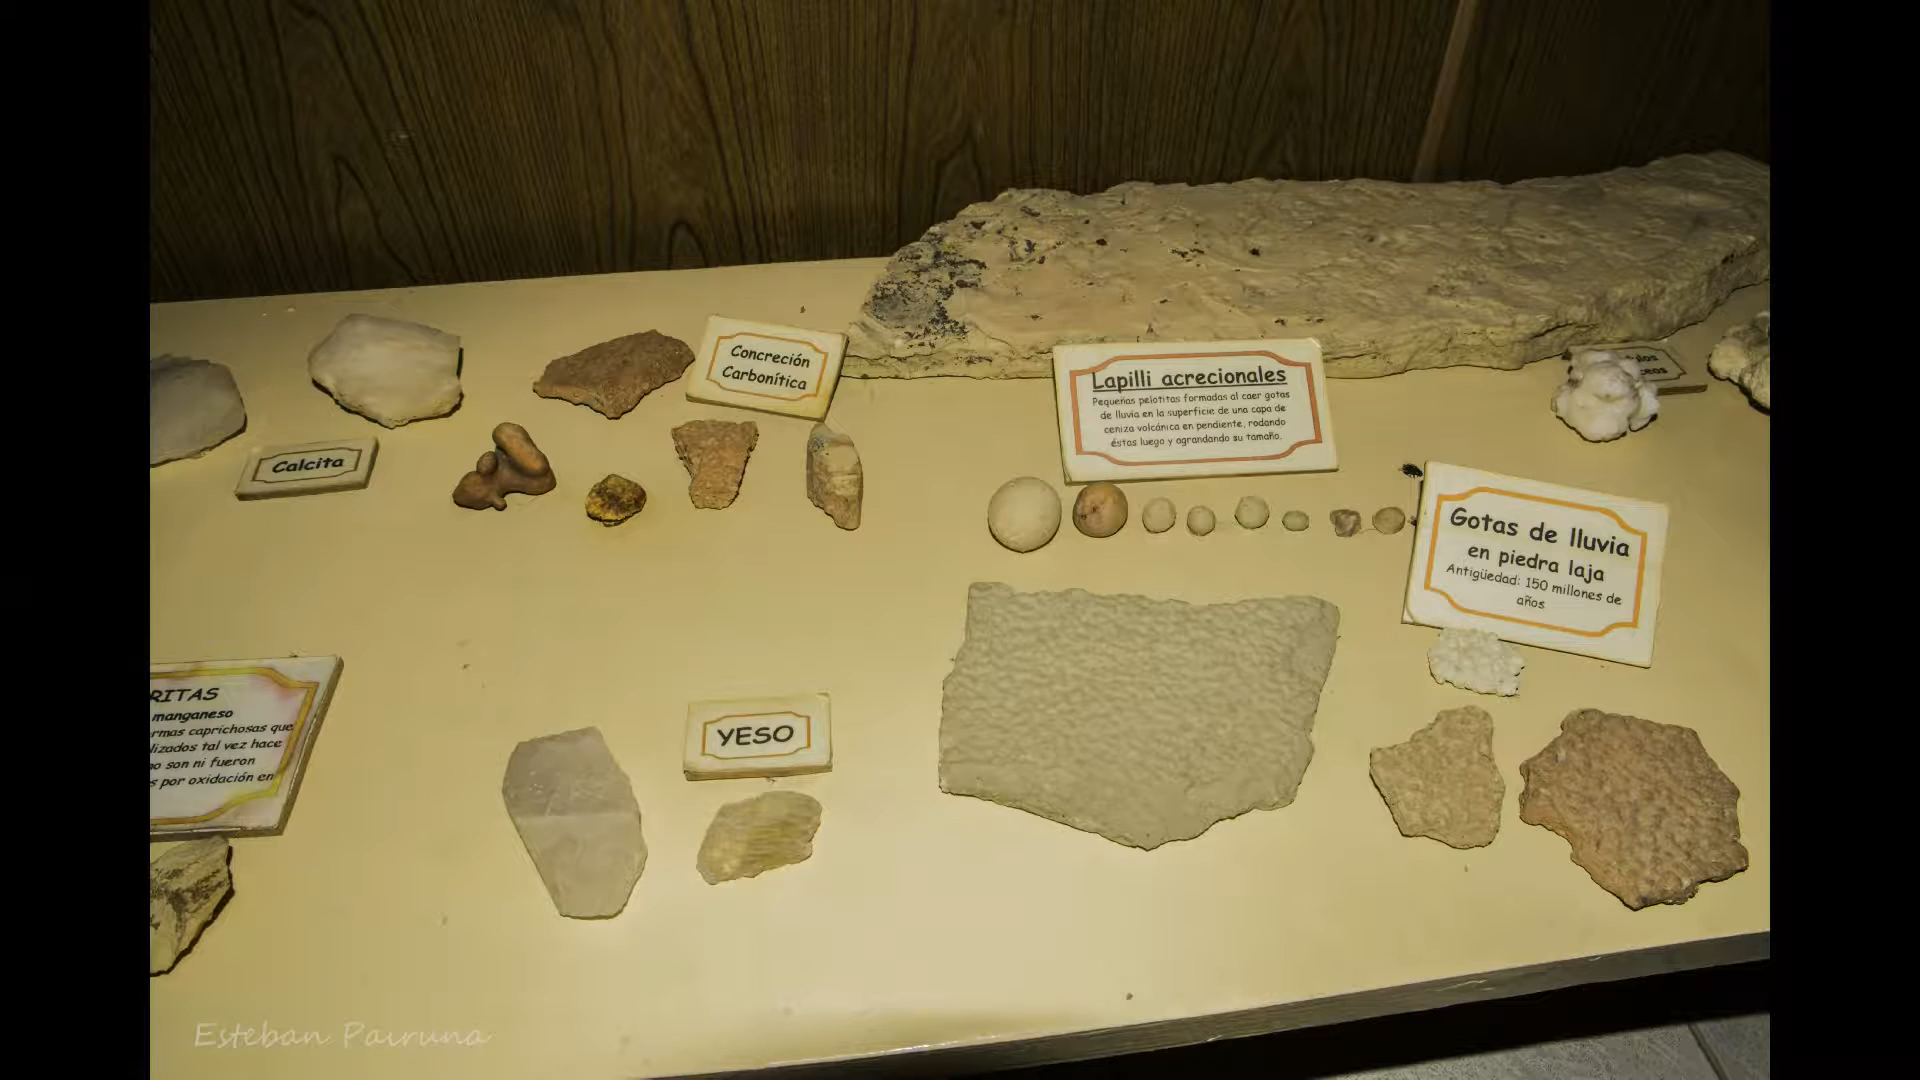 Concreción
Carbonítica
Lapilli acrecionales
Pequeñas pelotitas formadas al caer gotas
de lluvia en la superficie de una capa de
ceniza volcánica en pendiente, rodando
éstas luego y agrandando su tamaño.
Calcita
Gotas de lluvia
en piedra laja
Antigüedad: 150 millones de
años
RITAS
manganeso
rmas caprichosas que
lizados tal vez hace
o son ni fueron
s por oxidación en
YESO
Esteban Pairuna